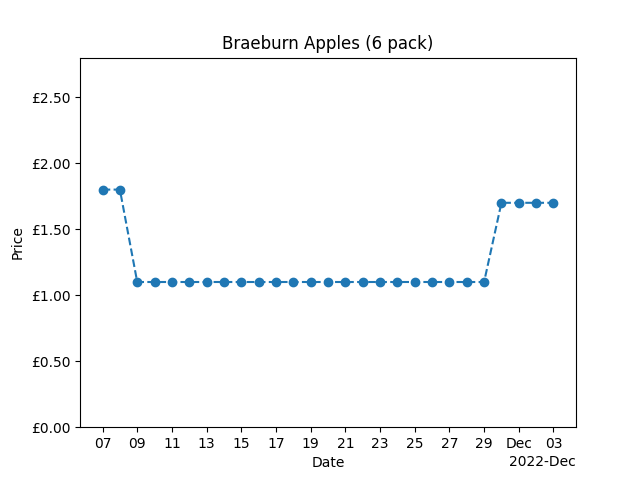 Braeburn Apples (6 pack)
£2.50
£2.00
£1.50
£1.00
£0.50
£0.00
Price
07 09 11 13 15 17 19 21 23 25 27 29 Dec 03
Date
2022-Dec